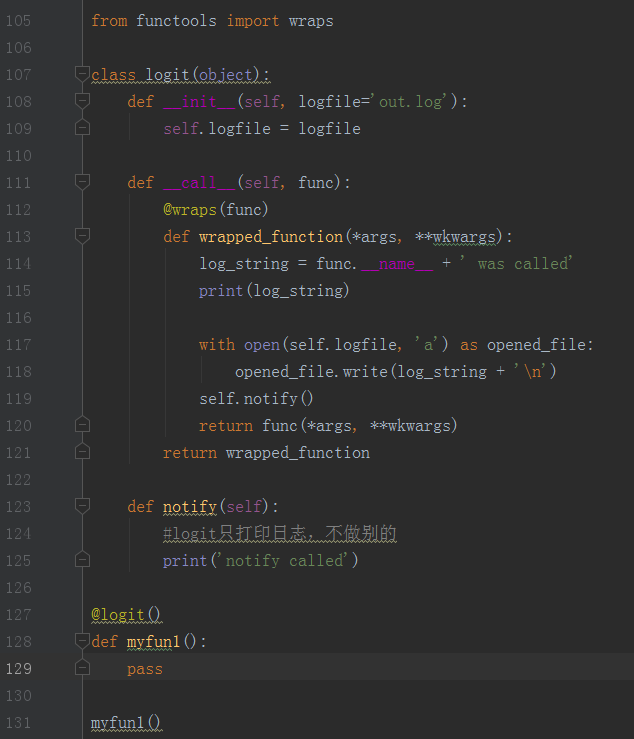 105 from functools import wraps
106
107 class logit(object):
108     def __init__(self, logfile='out.log'):
109         self.logfile = logfile
110
111     def __call__(self, func):
112         @wraps(func)
113         def wrapped_function(*args, **wkwargs):
114             log_string = func.__name__ + ' was called'
115             print(log_string)
116
117             with open(self.logfile, 'a') as opened_file:
118                 opened_file.write(log_string + '\n')
119             self.notify()
120             return func(*args, **wkwargs)
121         return wrapped_function
122
123     def notify(self):
124         #logit只打印日志，不做别的
125         print('notify called')
126
127 @logit()
128 def myfun1():
129     pass
130
131 myfun1()